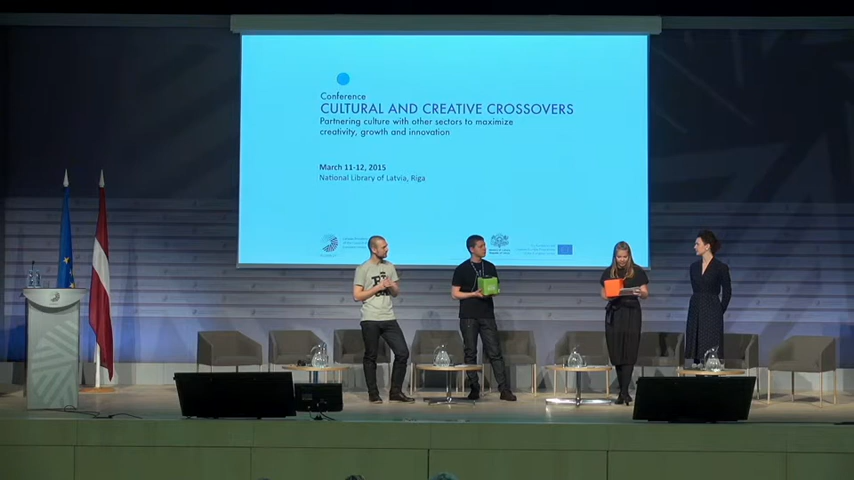 Conference
CULTURAL AND CREATIVE CROSSOVERS
Partnering culture with other sectors to maximize
creativity, growth and innovation
March 11-12, 2015
National Library of Latvia, Riga